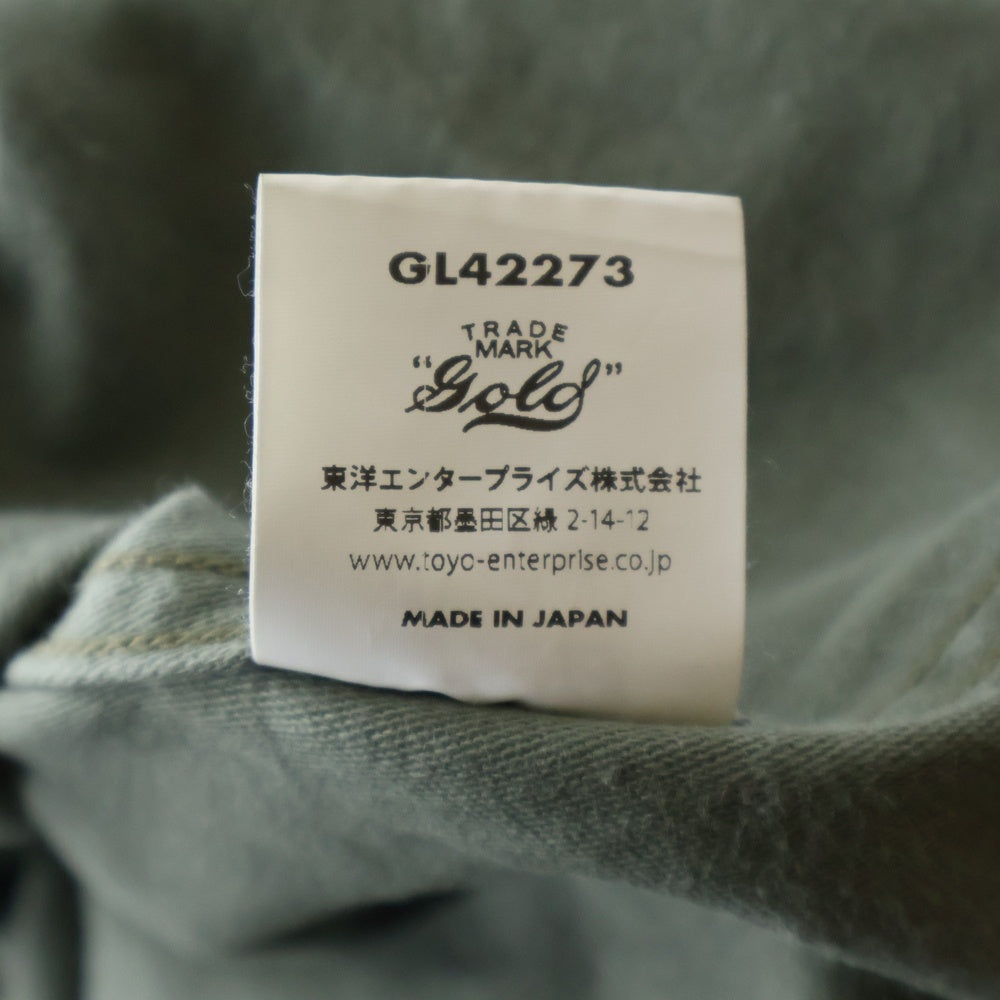 GL42273
TRADE
MARK
"Gold"
東洋エンタープライズ株式会社
東京都墨田区緑 2-14-12
www.toyo-enterprise.co.jp
MADE IN JAPAN